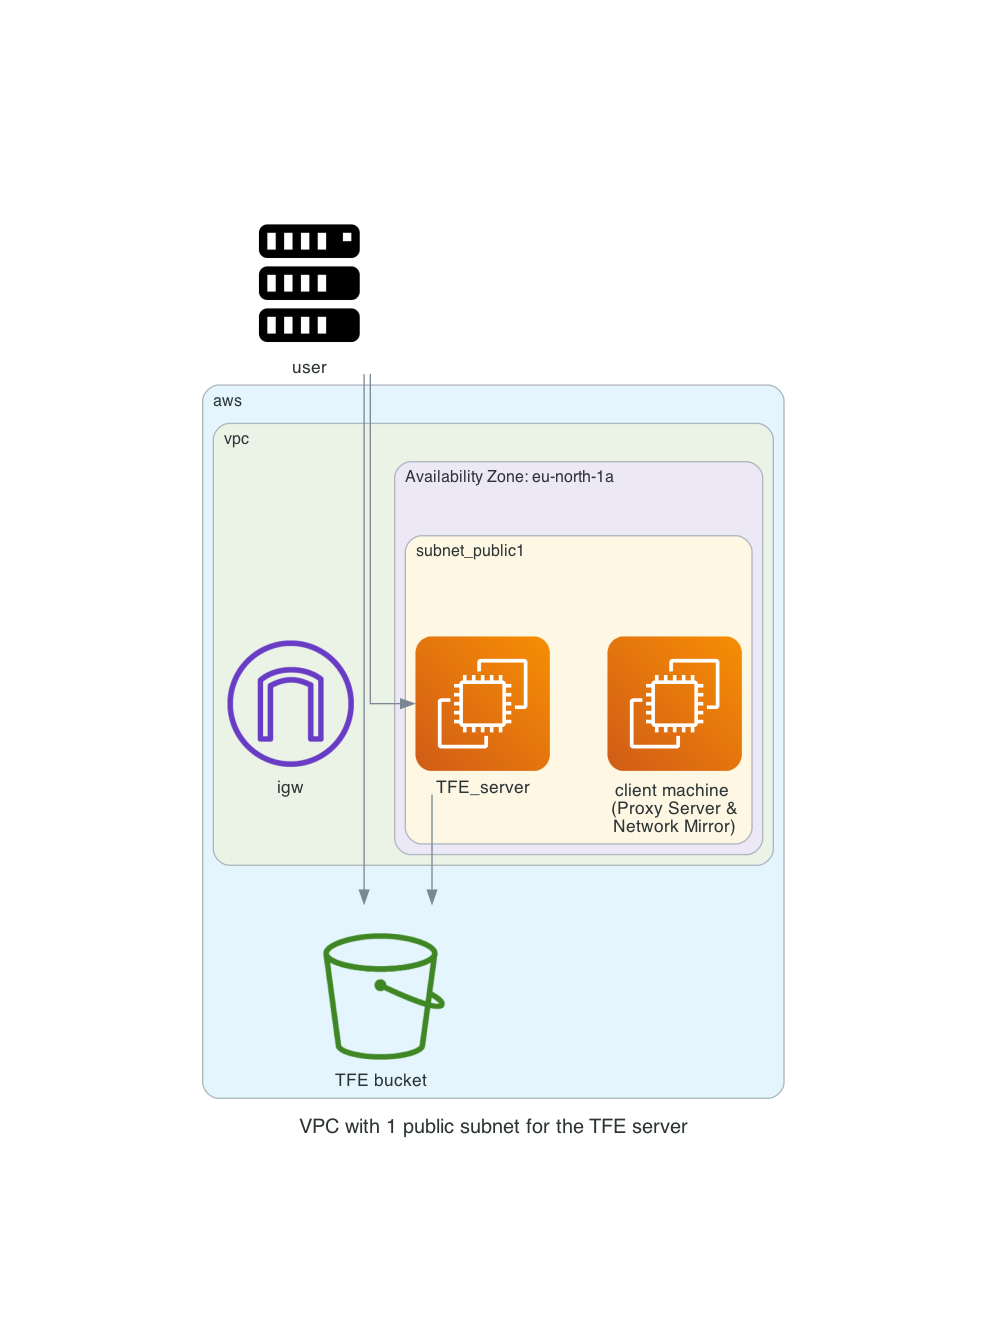 user
aws
vpc
Availability Zone: eu-north-1a
subnet_public1
igw
TFE_server
client machine
(Proxy Server &
Network Mirror)
TFE bucket
VPC with 1 public subnet for the TFE server